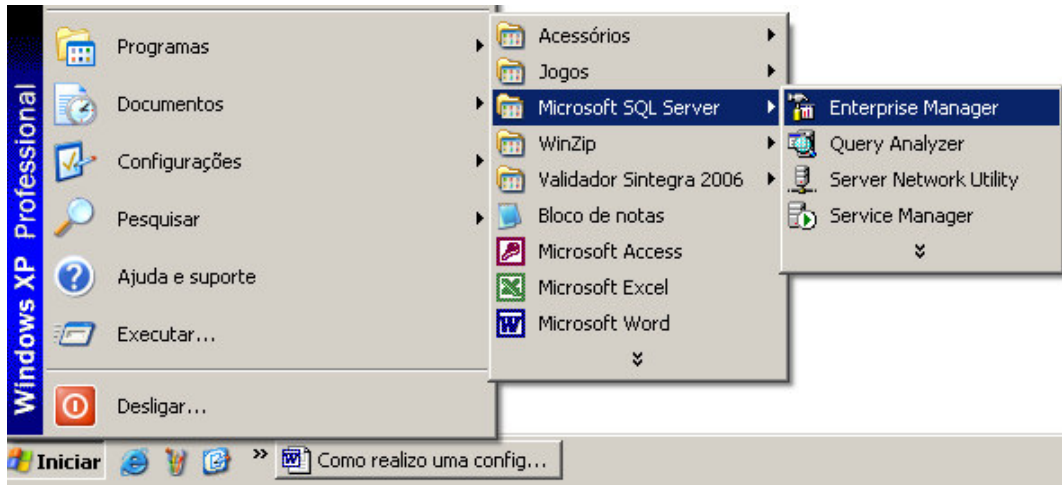 Windows XP Professional
Programas
Documentos
Configurações
Pesquisar
Ajuda e suporte
Executar...
Desligar...
Acessórios
Jogos
Microsoft SQL Server
WinZip
Validador Sintegra 2006
Bloco de notas
Microsoft Access
Microsoft Excel
Microsoft Word
Enterprise Manager
Query Analyzer
Server Network Utility
Service Manager
Iniciar
Como realizo uma config...